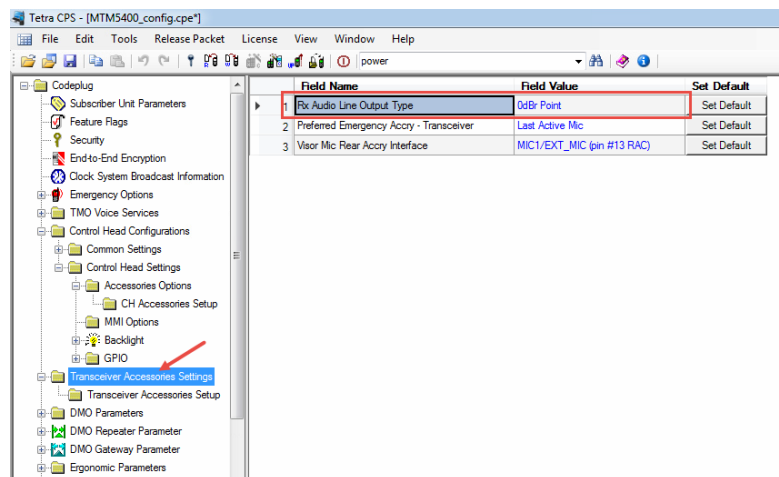 Tetra CPS - [MTM5400_config.cpe*]
File Edit Tools Release Packet License View Window Help
power
Codeplug
Subscriber Unit Parameters
Feature Flags
Security
End-to-End Encryption
Clock System Broadcast Information
Emergency Options
TMO Voice Services
Control Head Configurations
Common Settings
Control Head Settings
Accessories Options
CH Accessories Setup
MMI Options
Backlight
GPIO
Transceiver Accessories Settings
Transceiver Accessories Setup
DMO Parameters
DMO Repeater Parameter
DMO Gateway Parameter
Ergonomic Parameters
Field Name Field Value Set Default
1 Rx Audio Line Output Type 0dBr Point Set Default
2 Preferred Emergency Accry - Transceiver Last Active Mic Set Default
3 Visor Mic Rear Accry Interface MIC1/EXT_MIC (pin #13 RAC) Set Default